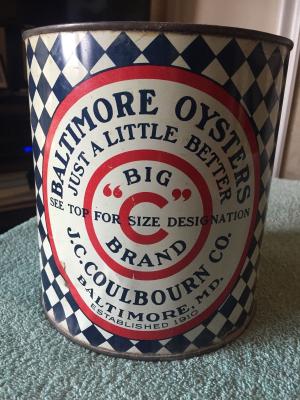 BALTIMORE OYSTERS
JUST A LITTLE BETTER
BIG
SEE TOP FOR SIZE DESIGNATION
"C"
BRAND
J.C. COULBOURN CO.
BALTIMORE, MD.
ESTABLISHED 1910